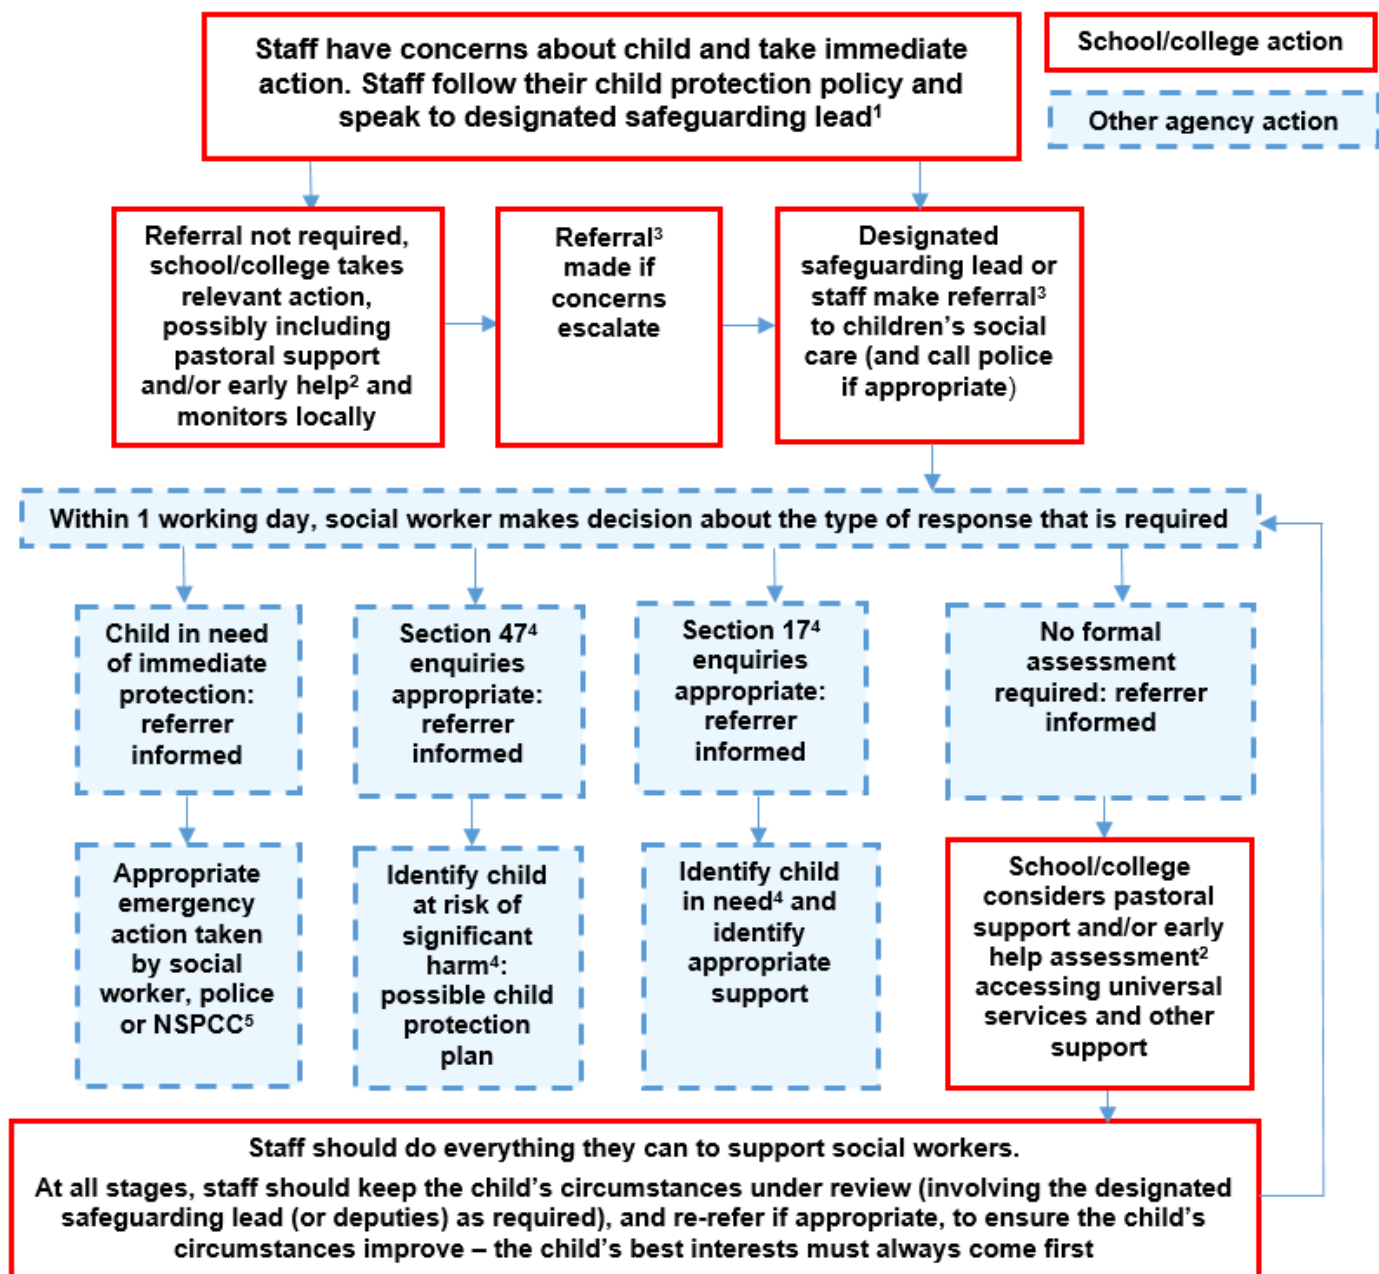 Staff have concerns about child and take immediate
action. Staff follow their child protection policy and
speak to designated safeguarding lead¹
School/college action
Other agency action
Referral not required,
school/college takes
relevant action,
possibly including
pastoral support
and/or early help² and
monitors locally
Referral³
made if
concerns
escalate
Designated
safeguarding lead or
staff make referral³
to children’s social
care (and call police
if appropriate)
Within 1 working day, social worker makes decision about the type of response that is required
Child in need
of immediate
protection:
referrer
informed
Section 47⁴
enquiries
appropriate:
referrer
informed
Section 17⁴
enquiries
appropriate:
referrer
informed
No formal
assessment
required: referrer
informed
Appropriate
emergency
action taken
by social
worker, police
or NSPCC⁵
Identify child
at risk of
significant
harm⁴:
possible child
protection
plan
Identify child
in need⁴ and
identify
appropriate
support
School/college
considers pastoral
support and/or early
help assessment²
accessing universal
services and other
support
Staff should do everything they can to support social workers.
At all stages, staff should keep the child’s circumstances under review (involving the designated
safeguarding lead (or deputies) as required), and re-refer if appropriate, to ensure the child’s
circumstances improve – the child’s best interests must always come first